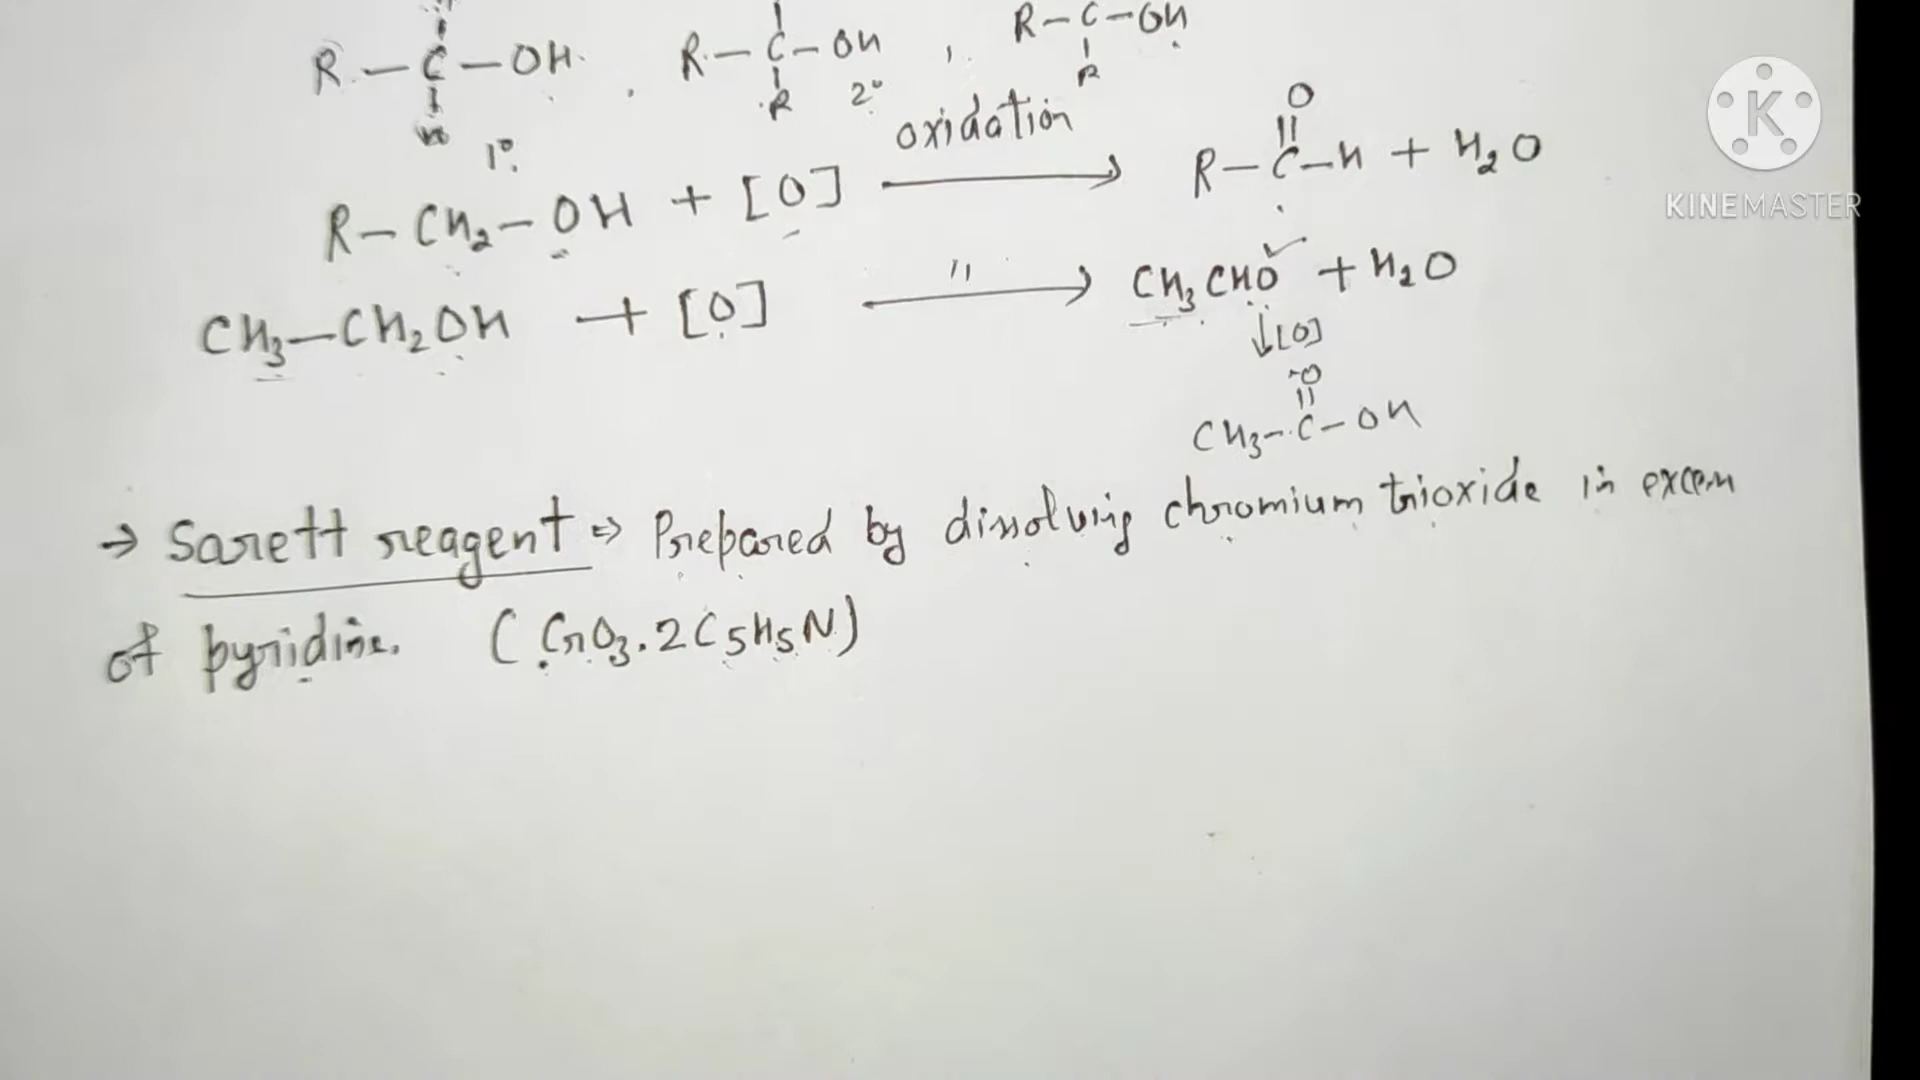 R-C-OH, R-C-OH, R-C-OH
H R R
1° 2°
oxidation
R-CH₂-OH + [O] → R-C-H + H₂O
O
CH₃-CH₂OH + [O] —"→ CH₃CHO ✓ + H₂O
↓[O]
O
CH₃-C-OH
→ Sarett reagent ⇒ Prepared by dissolving chromium trioxide in excess
of pyridine. (CrO₃.2C₅H₅N)
K
KINEMASTER